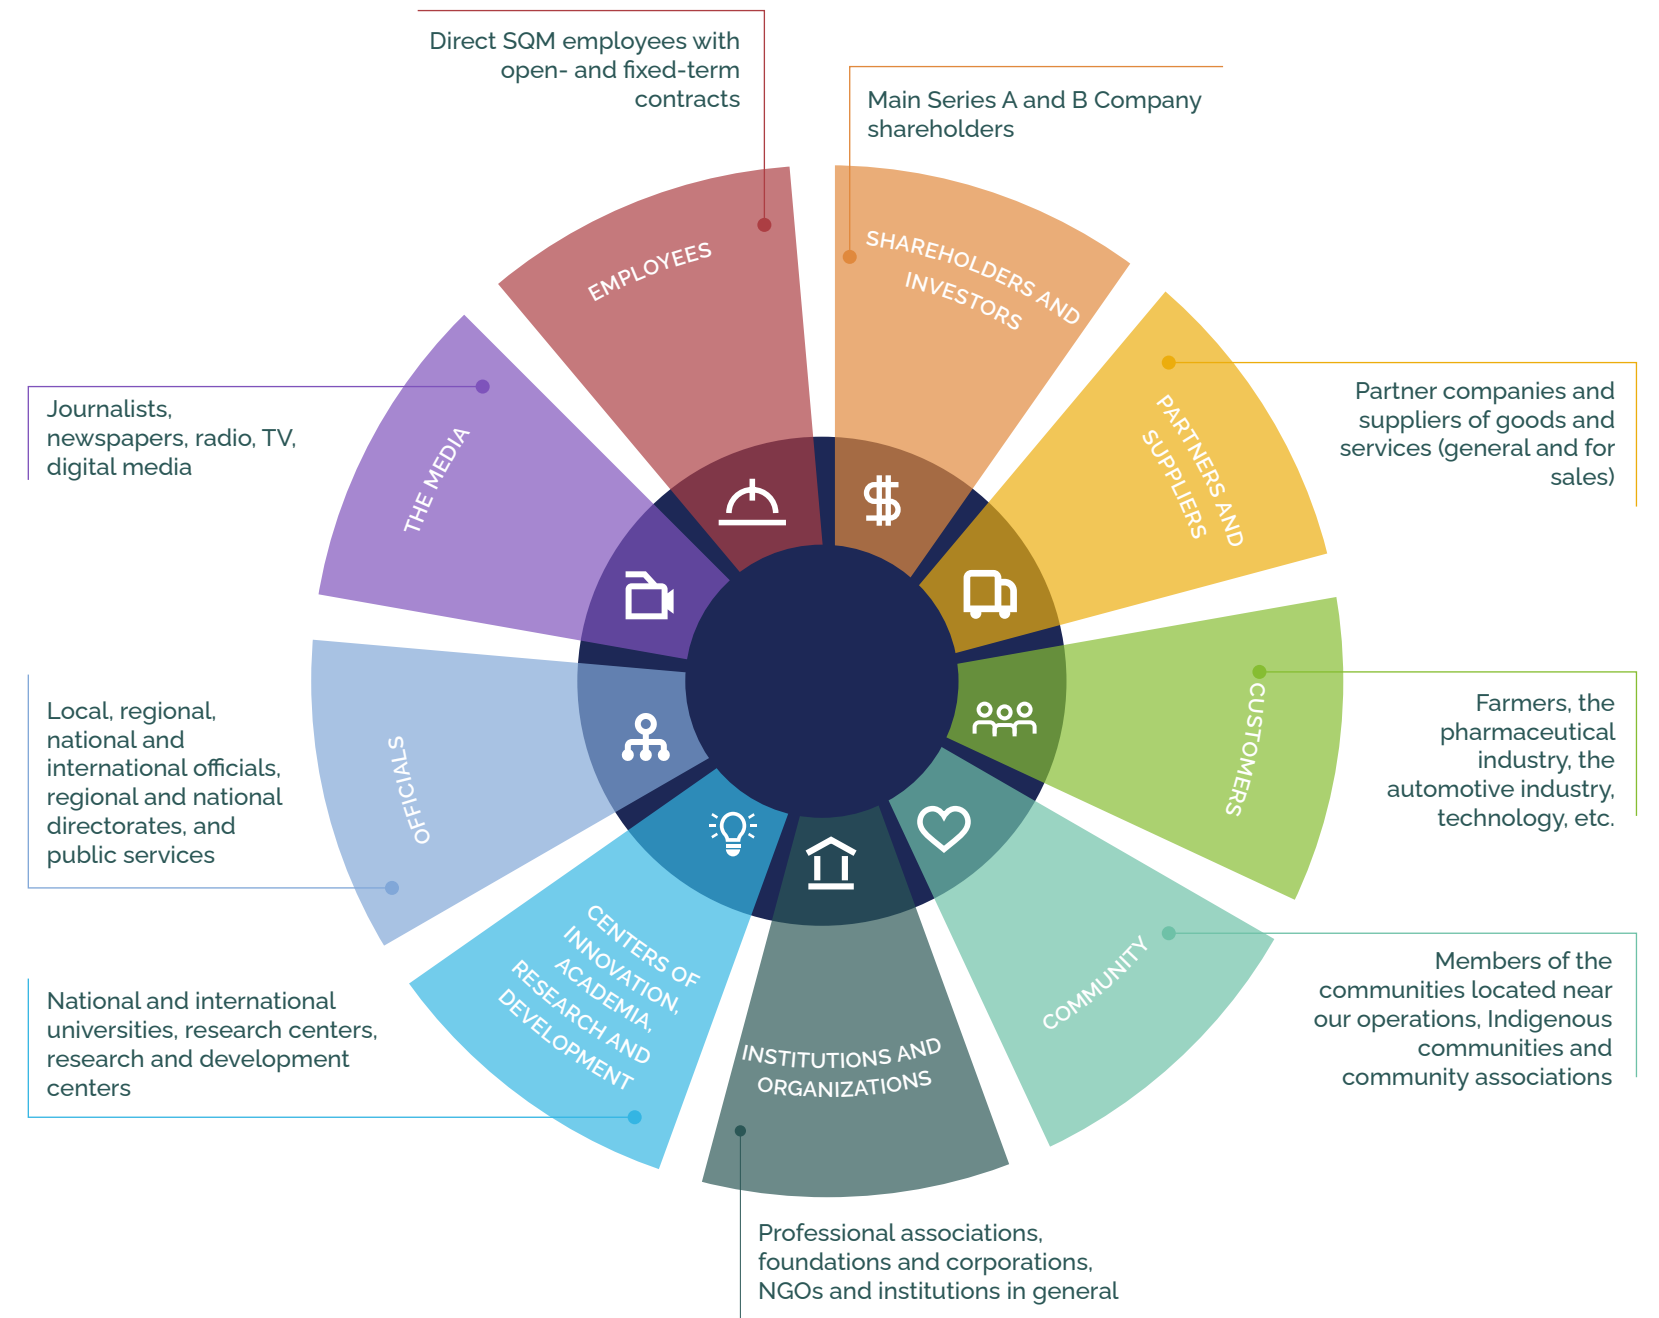 Direct SQM employees with
open- and fixed-term
contracts
Main Series A and B Company
shareholders
EMPLOYEES
SHAREHOLDERS AND
INVESTORS
Partner companies and
suppliers of goods and
services (general and for
sales)
PARTNERS AND
SUPPLIERS
Journalists,
newspapers, radio, TV,
digital media
THE MEDIA
Farmers, the
pharmaceutical
industry, the
automotive industry,
technology, etc.
CUSTOMERS
Local, regional,
national and
international officials,
regional and national
directorates, and
public services
OFFICIALS
Members of the
communities located near
our operations, Indigenous
communities and
community associations
COMMUNITY
National and international
universities, research centers,
research and development
centers
CENTERS OF
INNOVATION,
ACADEMIA,
RESEARCH AND
DEVELOPMENT
INSTITUTIONS AND
ORGANIZATIONS
Professional associations,
foundations and corporations,
NGOs and institutions in general